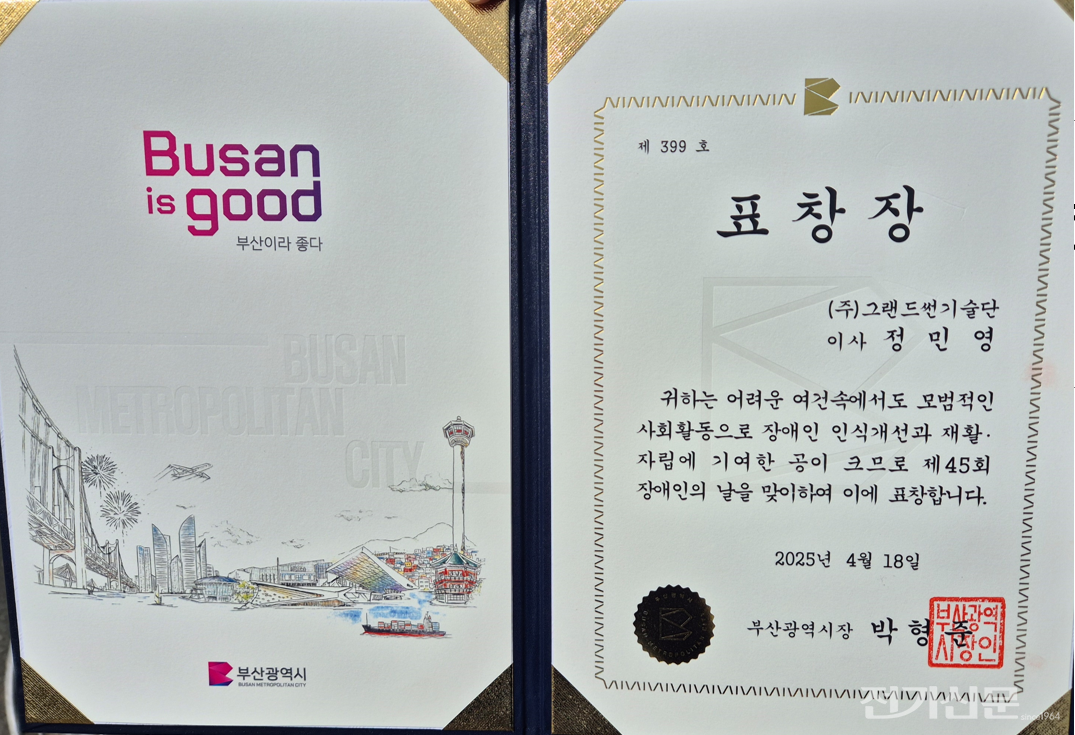 Busan
is good
부산이라 좋다
BUSAN
METROPOLITAN
CITY
부산광역시
BUSAN METROPOLITAN CITY
제 399 호
표창장
(주)그랜드썬기술단
이사 정민영
귀하는 어려운 여건속에서도 모범적인
사회활동으로 장애인 인식개선과 재활·
자립에 기여한 공이 크므로 제45회
장애인의 날을 맞이하여 이에 표창합니다.
2025년 4월 18일
부산광역시장 박형준
부산광역
시장인
전기신문
since1964